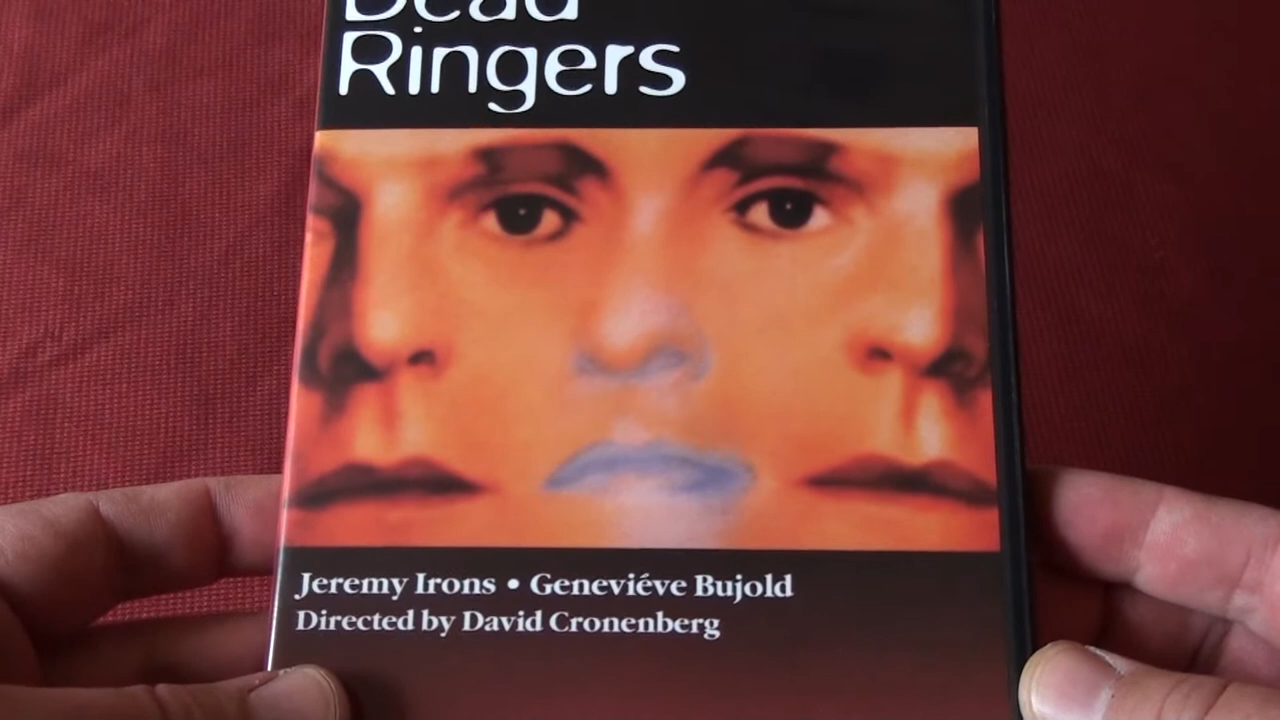 Dead
Ringers
Jeremy Irons • Geneviéve Bujold
Directed by David Cronenberg